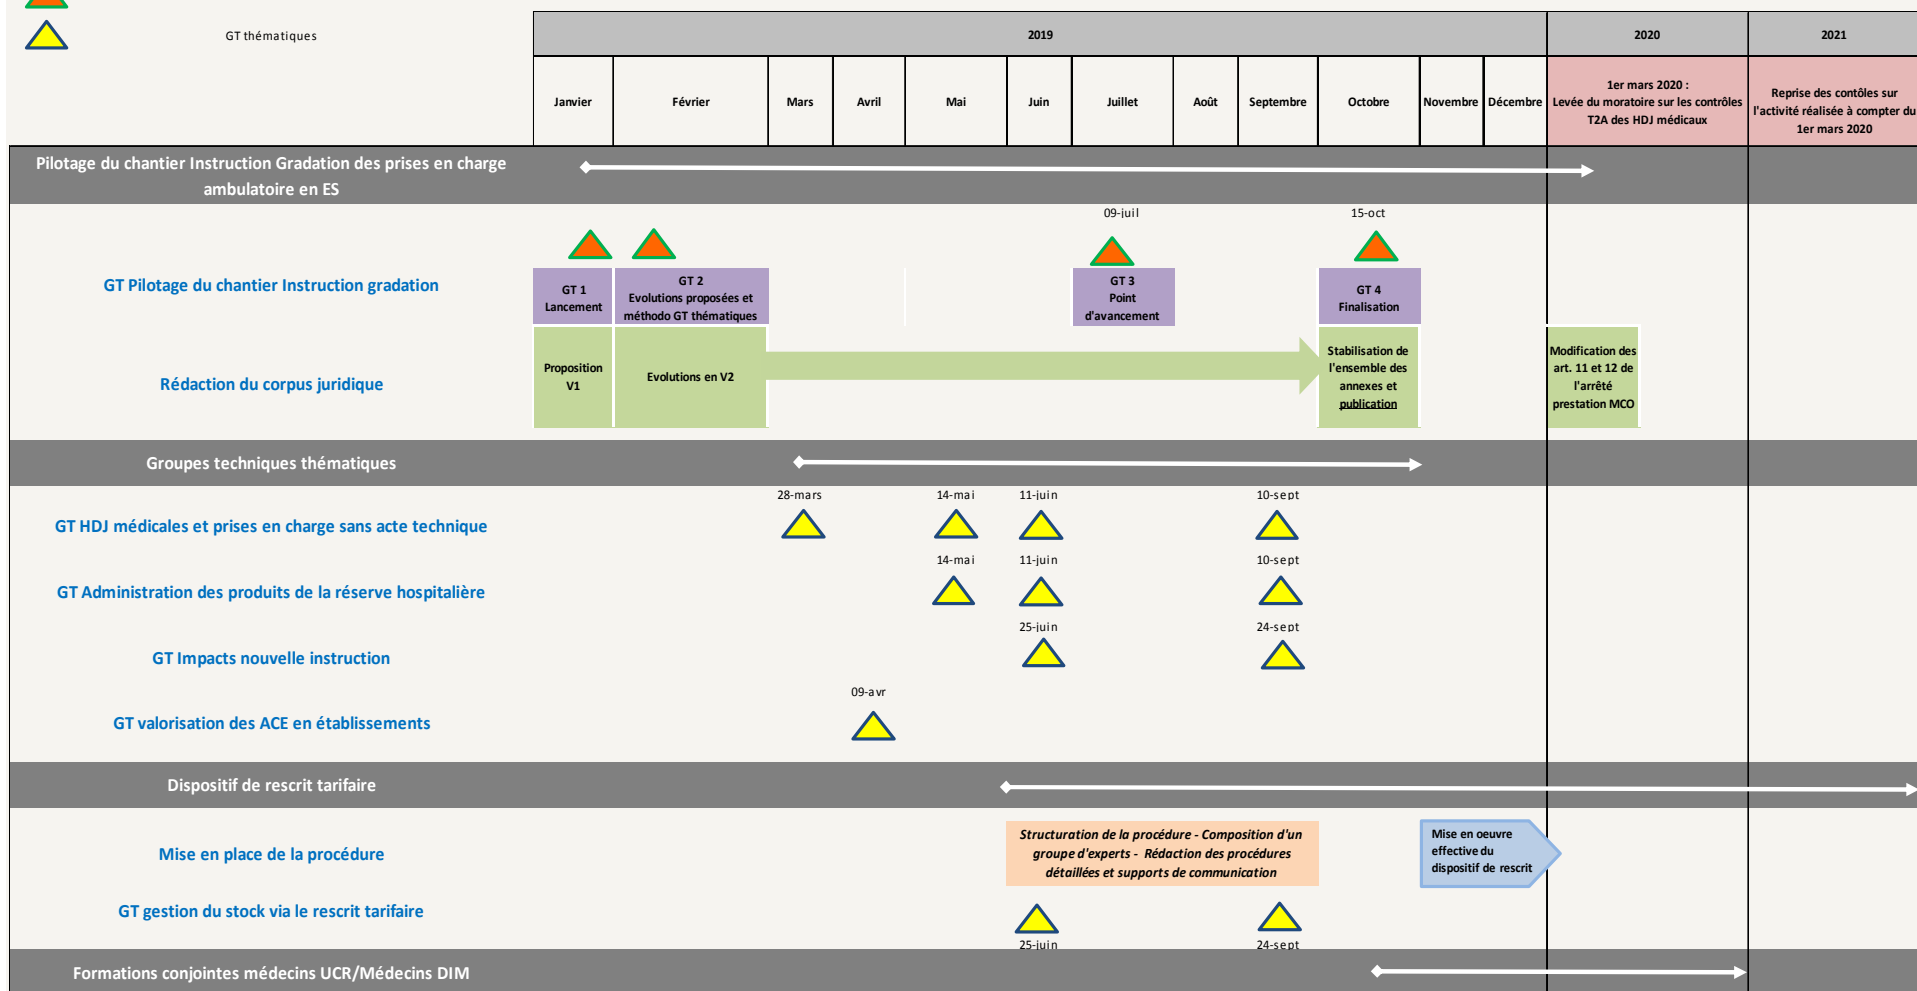 GT thématiques
2019
2020
2021
Janvier
Février
Mars
Avril
Mai
Juin
Juillet
Août
Septembre
Octobre
Novembre
Décembre
1er mars 2020 :
Levée du moratoire sur les contrôles
T2A des HDJ médicaux
Reprise des contôles sur
l'activité réalisée à compter du
1er mars 2020
Pilotage du chantier Instruction Gradation des prises en charge
ambulatoire en ES
09-juil
15-oct
GT Pilotage du chantier Instruction gradation
GT 1
Lancement
GT 2
Evolutions proposées et
méthodo GT thématiques
GT 3
Point
d'avancement
GT 4
Finalisation
Rédaction du corpus juridique
Proposition
V1
Evolutions en V2
Stabilisation de
l'ensemble des
annexes et
publication
Modification des
art. 11 et 12 de
l'arrêté
prestation MCO
Groupes techniques thématiques
28-mars
14-mai
11-juin
10-sept
GT HDJ médicales et prises en charge sans acte technique
14-mai
11-juin
10-sept
GT Administration des produits de la réserve hospitalière
25-juin
24-sept
GT Impacts nouvelle instruction
09-avr
GT valorisation des ACE en établissements
Dispositif de rescrit tarifaire
Mise en place de la procédure
Structuration de la procédure - Composition d'un
groupe d'experts - Rédaction des procédures
détaillées et supports de communication
Mise en oeuvre
effective du
dispositif de rescrit
GT gestion du stock via le rescrit tarifaire
25-juin
24-sept
Formations conjointes médecins UCR/Médecins DIM